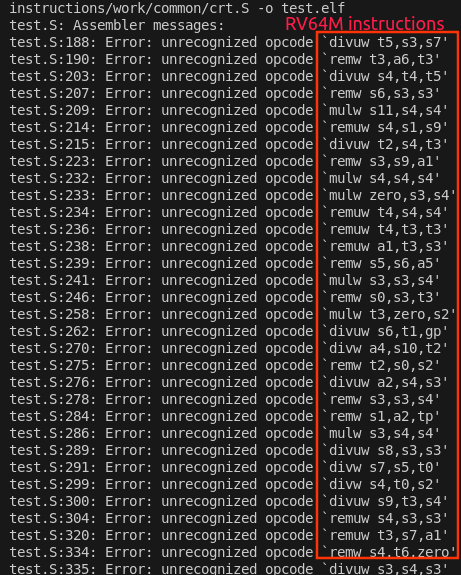 instructions/work/common/crt.S -o test.elf
test.S: Assembler messages:
RV64M instructions
test.S:188: Error: unrecognized opcode `divuw t5,s3,s7'
test.S:190: Error: unrecognized opcode `remw t3,a6,t3'
test.S:203: Error: unrecognized opcode `divuw s4,t4,t5'
test.S:207: Error: unrecognized opcode `remw s6,s3,s3'
test.S:209: Error: unrecognized opcode `mulw s11,s4,s4'
test.S:214: Error: unrecognized opcode `remuw s4,s1,s9'
test.S:215: Error: unrecognized opcode `divuw t2,s4,t3'
test.S:223: Error: unrecognized opcode `remw s3,s9,a1'
test.S:232: Error: unrecognized opcode `mulw s4,s4,s4'
test.S:233: Error: unrecognized opcode `mulw zero,s3,s4'
test.S:234: Error: unrecognized opcode `remuw t4,s4,s4'
test.S:236: Error: unrecognized opcode `remuw t4,t3,t3'
test.S:238: Error: unrecognized opcode `remuw a1,t3,s3'
test.S:239: Error: unrecognized opcode `remw s5,s6,a5'
test.S:241: Error: unrecognized opcode `mulw s3,s3,s4'
test.S:246: Error: unrecognized opcode `remw s0,s3,t3'
test.S:258: Error: unrecognized opcode `mulw t3,zero,s2'
test.S:262: Error: unrecognized opcode `divuw s6,t1,gp'
test.S:270: Error: unrecognized opcode `divw a4,s10,t2'
test.S:275: Error: unrecognized opcode `remw t2,s0,s2'
test.S:276: Error: unrecognized opcode `divuw a2,s4,s3'
test.S:278: Error: unrecognized opcode `remw s3,s3,s4'
test.S:284: Error: unrecognized opcode `remw s1,a2,tp'
test.S:286: Error: unrecognized opcode `mulw s3,s4,s4'
test.S:289: Error: unrecognized opcode `divuw s8,s3,s3'
test.S:291: Error: unrecognized opcode `divw s7,s5,t0'
test.S:299: Error: unrecognized opcode `divw s4,t0,s2'
test.S:300: Error: unrecognized opcode `divuw s9,t3,s4'
test.S:304: Error: unrecognized opcode `remuw s4,s3,s3'
test.S:320: Error: unrecognized opcode `remuw t3,s7,a1'
test.S:334: Error: unrecognized opcode `remw s4,t6,zero'
test.S:335: Error: unrecognized opcode `divuw s3,s4,s3'